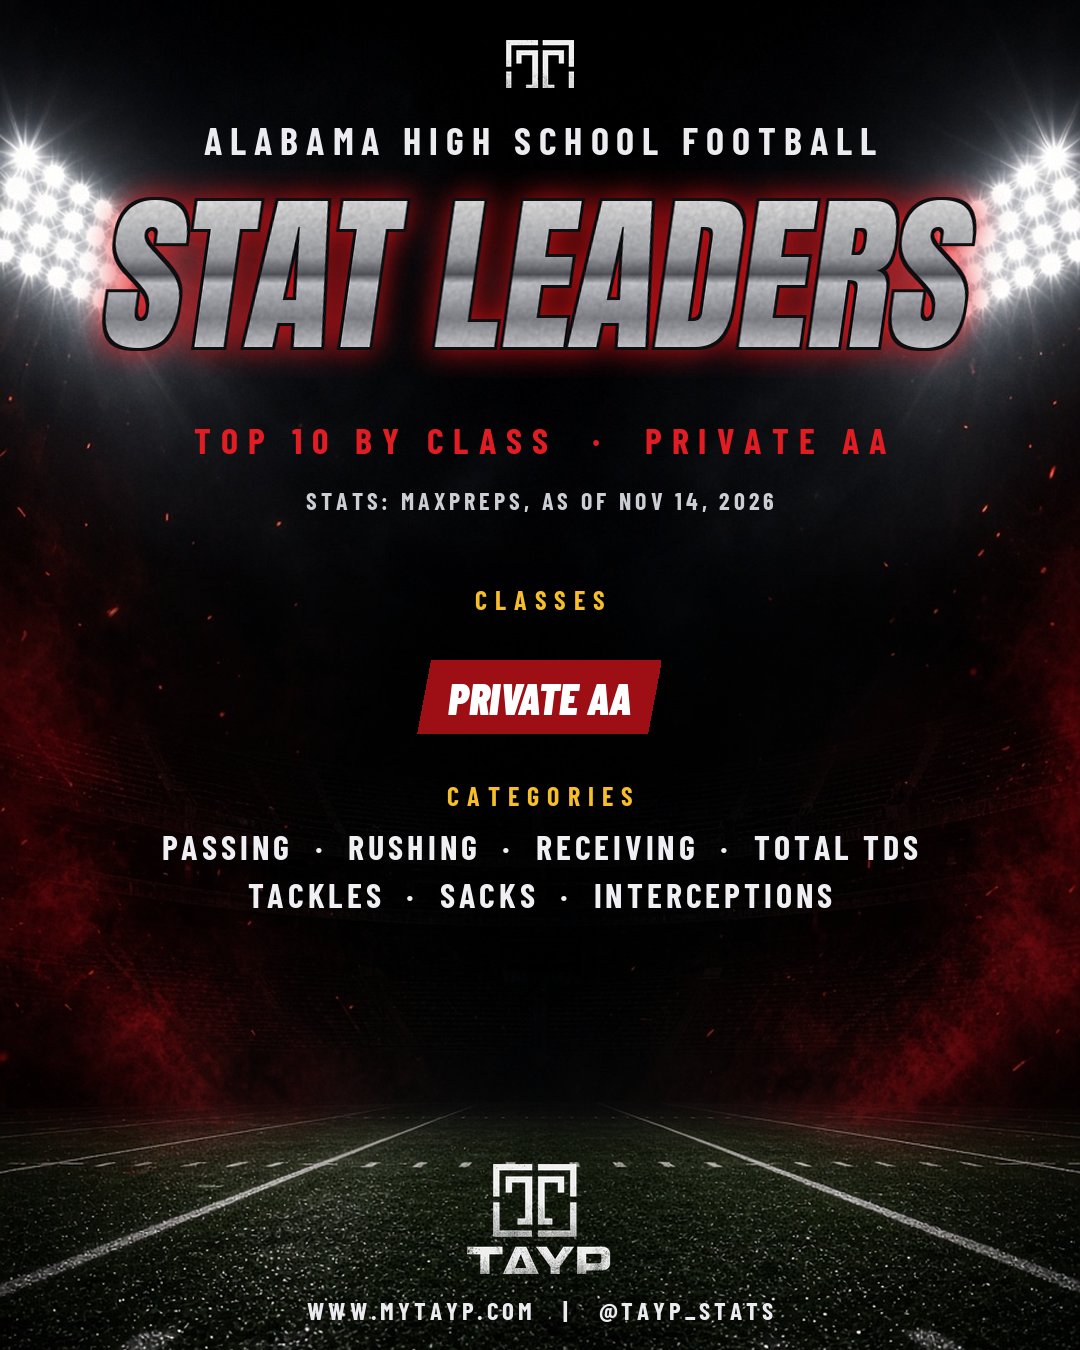 ALABAMA HIGH SCHOOL FOOTBALL
STAT LEADERS
TOP 10 BY CLASS · PRIVATE AA
STATS: MAXPREPS, AS OF NOV 14, 2026
CLASSES
PRIVATE AA
CATEGORIES
PASSING · RUSHING · RECEIVING · TOTAL TDS
TACKLES · SACKS · INTERCEPTIONS
TAYP
WWW.MYTAYP.COM | @TAYP_STATS